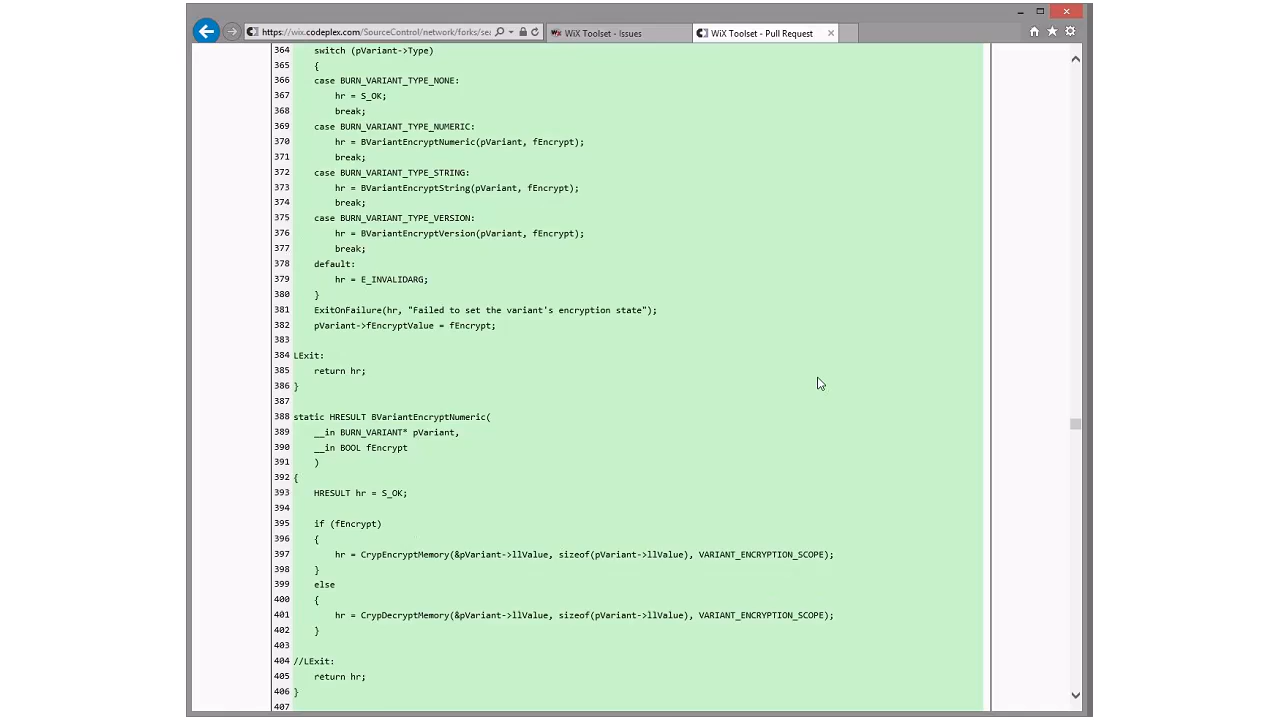 https://wix.codeplex.com/SourceControl/network/forks/sea
WiX Toolset - Issues
WiX Toolset - Pull Request
364 switch (pVariant->Type)
365 {
366 case BURN_VARIANT_TYPE_NONE:
367 hr = S_OK;
368 break;
369 case BURN_VARIANT_TYPE_NUMERIC:
370 hr = BVariantEncryptNumeric(pVariant, fEncrypt);
371 break;
372 case BURN_VARIANT_TYPE_STRING:
373 hr = BVariantEncryptString(pVariant, fEncrypt);
374 break;
375 case BURN_VARIANT_TYPE_VERSION:
376 hr = BVariantEncryptVersion(pVariant, fEncrypt);
377 break;
378 default:
379 hr = E_INVALIDARG;
380 }
381 ExitOnFailure(hr, "Failed to set the variant's encryption state");
382 pVariant->fEncryptValue = fEncrypt;
383
384 LExit:
385 return hr;
386 }
387
388 static HRESULT BVariantEncryptNumeric(
389 __in BURN_VARIANT* pVariant,
390 __in BOOL fEncrypt
391 )
392 {
393 HRESULT hr = S_OK;
394
395 if (fEncrypt)
396 {
397 hr = CrypEncryptMemory(&pVariant->llValue, sizeof(pVariant->llValue), VARIANT_ENCRYPTION_SCOPE);
398 }
399 else
400 {
401 hr = CrypDecryptMemory(&pVariant->llValue, sizeof(pVariant->llValue), VARIANT_ENCRYPTION_SCOPE);
402 }
403
404 //LExit:
405 return hr;
406 }
407